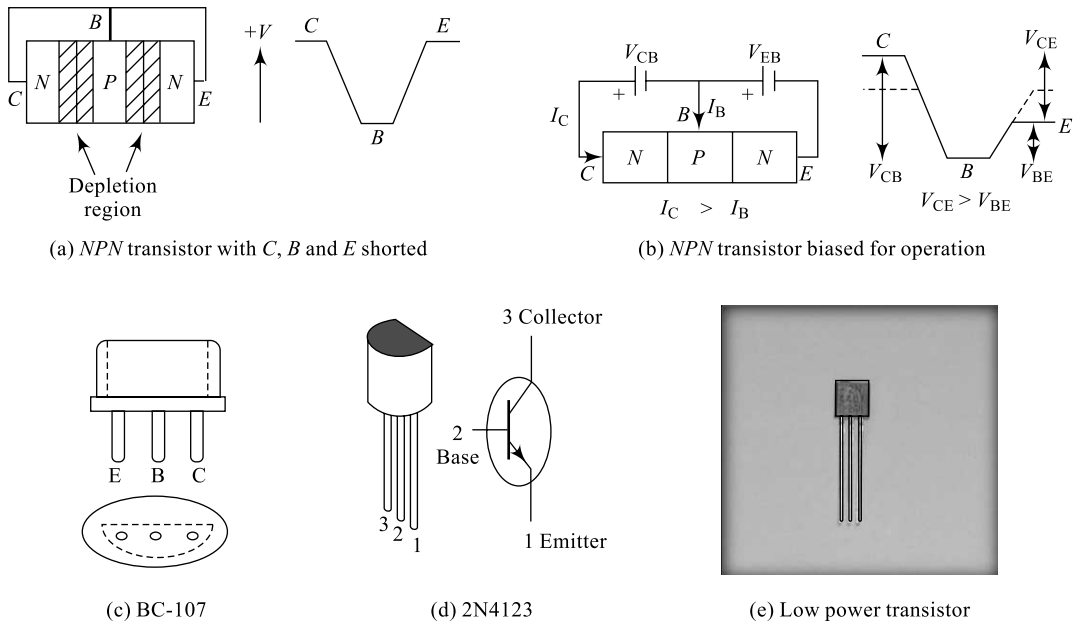 B
C N P N E
Depletion
region
+V
C E
B
(a) NPN transistor with C, B and E shorted
V_CB V_EB
+ +
I_C B I_B
C N P N E
I_C > I_B
C V_CE
E
V_CB B V_BE
V_CE > V_BE
(b) NPN transistor biased for operation
E B C
(c) BC-107
3 2 1
3 Collector
2
Base
1 Emitter
(d) 2N4123
(e) Low power transistor